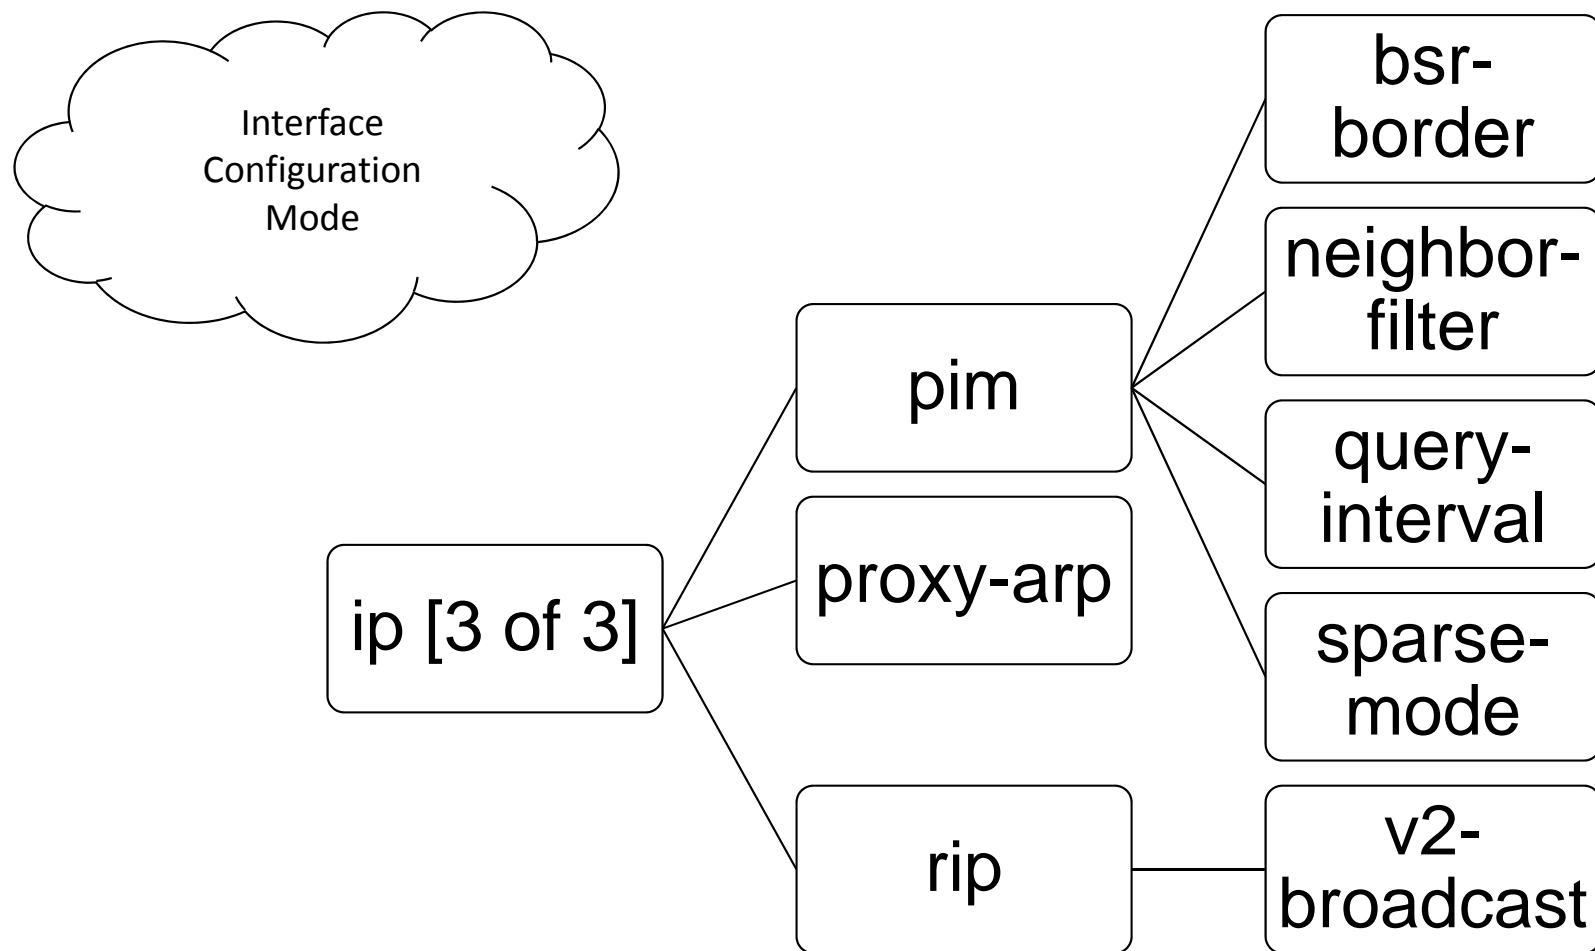 Interface
Configuration
Mode
ip [3 of 3]
pim
bsr-
border
neighbor-
filter
query-
interval
sparse-
mode
proxy-arp
rip
v2-
broadcast